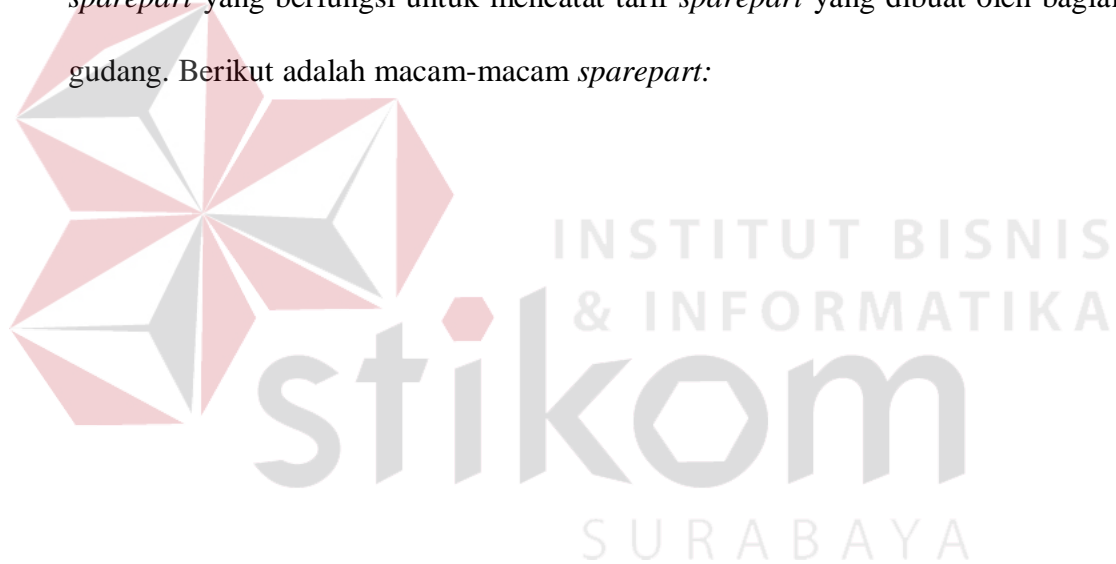 sparepart yang berfungsi untuk mencatat tarif sparepart yang dibuat oleh bagian
gudang. Berikut adalah macam-macam sparepart:
INSTITUT BISNIS
& INFORMATIKA
stikom
SURABAYA